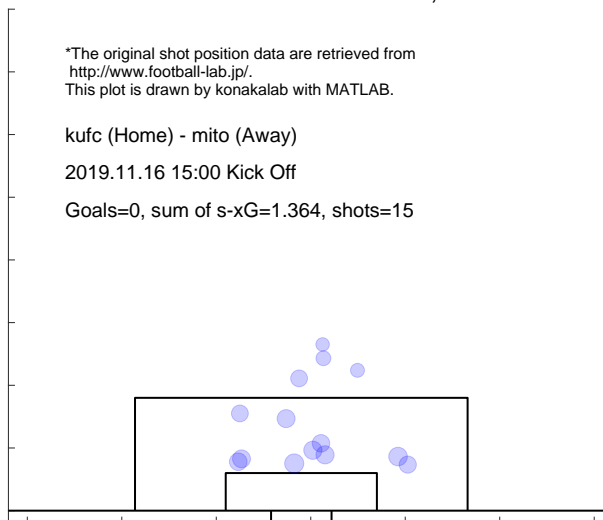 *The original shot position data are retrieved from
http://www.football-lab.jp/.
This plot is drawn by konakalab with MATLAB.
kufc (Home) - mito (Away)
2019.11.16 15:00 Kick Off
Goals=0, sum of s-xG=1.364, shots=15